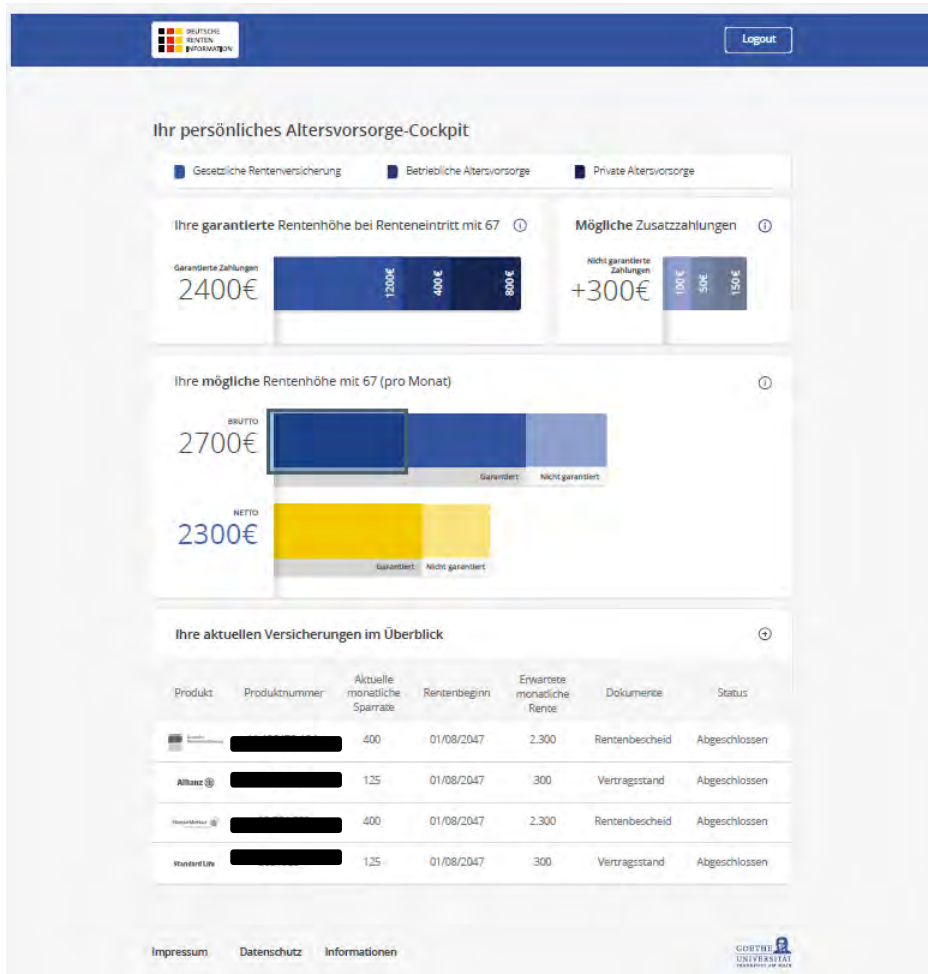 DEUTSCHE
RENTEN
INFORMATION
Logout
Ihr persönliches Altersvorsorge-Cockpit
Gesetzliche Rentenversicherung
Betriebliche Altersvorsorge
Private Altersvorsorge
Ihre garantierte Rentenhöhe bei Renteneintritt mit 67
Garantierte Zahlungen
2400€
1200€
400€
800€
Mögliche Zusatzzahlungen
Nicht garantierte
Zahlungen
+300€
100€
50€
150€
Ihre mögliche Rentenhöhe mit 67 (pro Monat)
BRUTTO
2700€
Garantiert
Nicht garantiert
NETTO
2300€
Garantiert
Nicht garantiert
Ihre aktuellen Versicherungen im Überblick
Produkt Produktnummer Aktuelle monatliche Sparrate Rentenbeginn Erwartete monatliche Rente Dokumente Status
400 01/08/2047 2.300 Rentenbescheid Abgeschlossen
Allianz 125 01/08/2047 300 Vertragsstand Abgeschlossen
HanseMerkur 400 01/08/2047 2.300 Rentenbescheid Abgeschlossen
Standard Life 125 01/08/2047 300 Vertragsstand Abgeschlossen
Impressum Datenschutz Informationen
GOETHE
UNIVERSITÄT
FRANKFURT AM MAIN